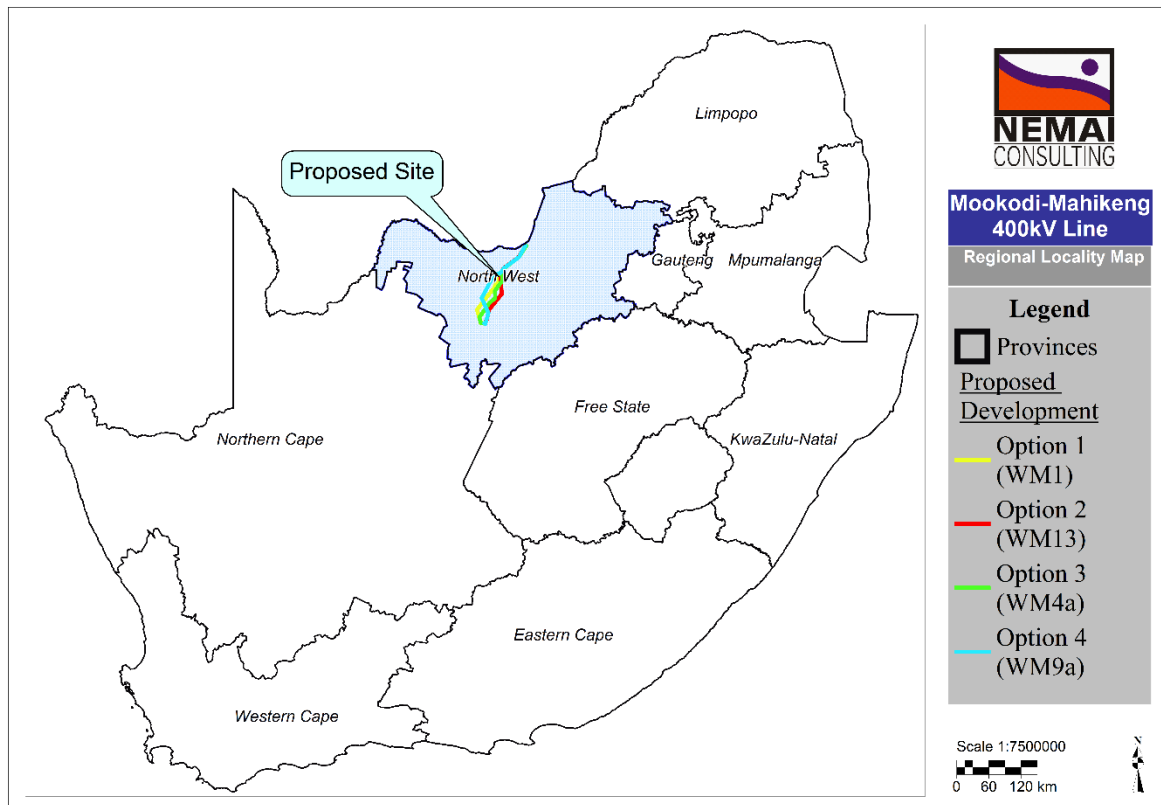 Limpopo
Proposed Site
North West
Gauteng
Mpumalanga
Free State
Northern Cape
KwaZulu-Natal
Eastern Cape
Western Cape
NEMAI
CONSULTING
Mookodi-Mahikeng
400kV Line
Regional Locality Map
Legend
Provinces
Proposed
Development
Option 1
(WM1)
Option 2
(WM13)
Option 3
(WM4a)
Option 4
(WM9a)
Scale 1:7500000
N
0 60 120 km